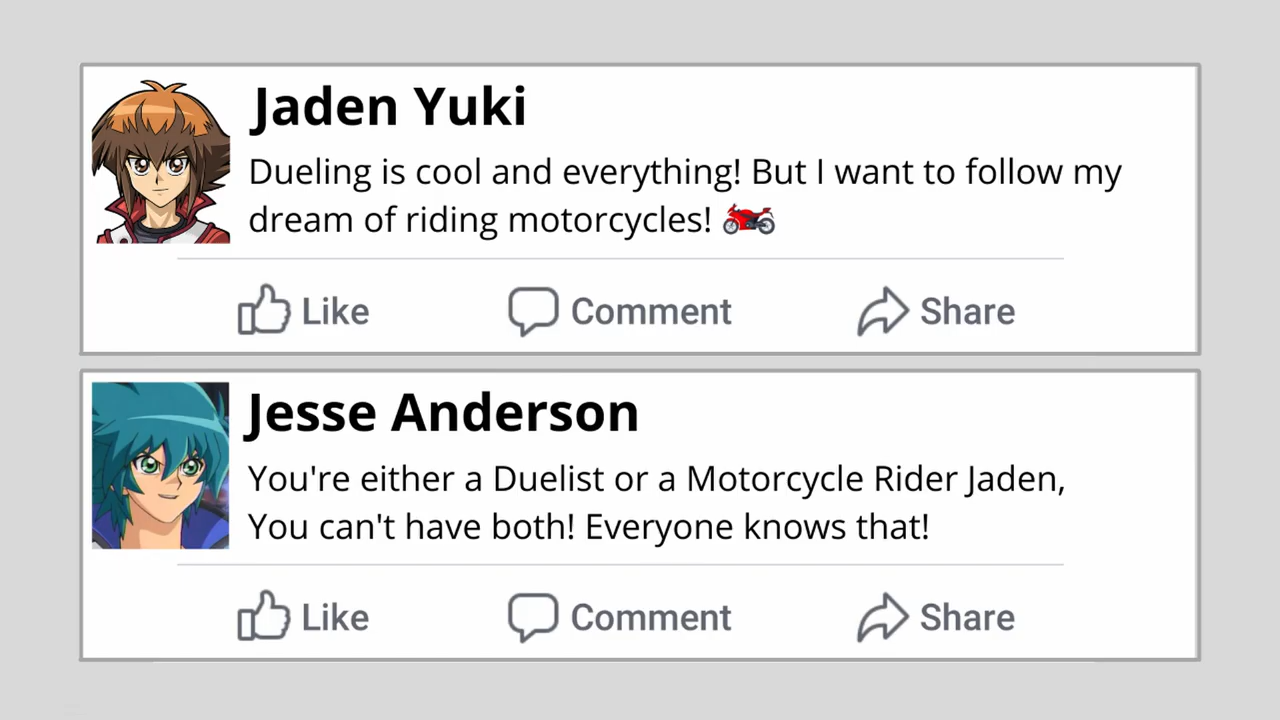 Jaden Yuki
Dueling is cool and everything! But I want to follow my
dream of riding motorcycles! 🏍️
Like Comment Share
Jesse Anderson
You're either a Duelist or a Motorcycle Rider Jaden,
You can't have both! Everyone knows that!
Like Comment Share